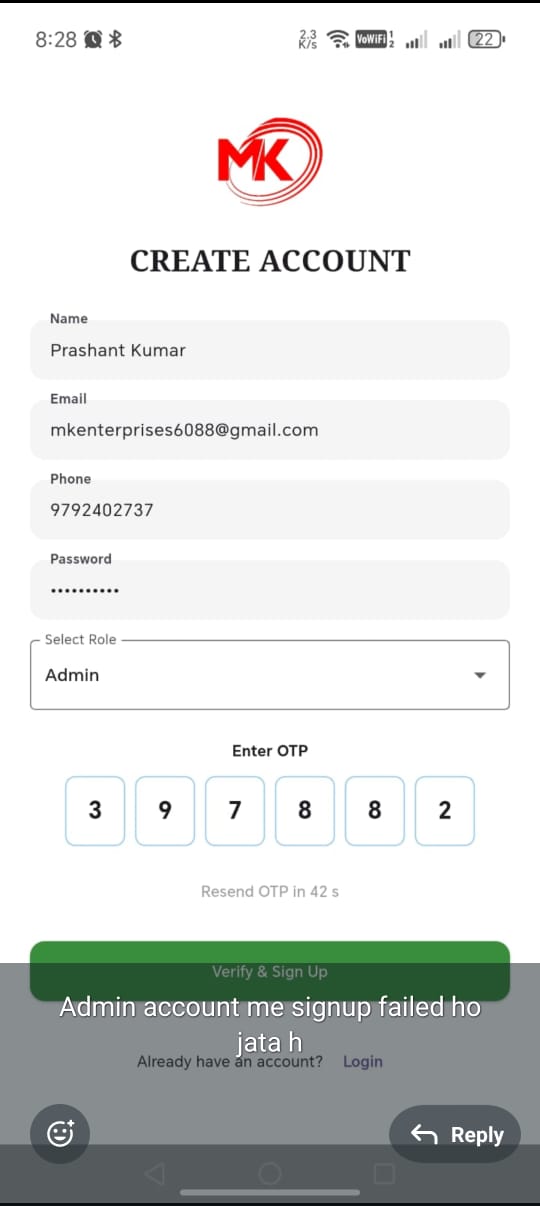 8:28
2.3
K/s
VoWiFi 1
2
22
MK
CREATE ACCOUNT
Name
Prashant Kumar
Email
mkenterprises6088@gmail.com
Phone
9792402737
Password
••••••••••
Select Role
Admin
Enter OTP
3 9 7 8 8 2
Resend OTP in 42 s
Verify & Sign Up
Admin account me signup failed ho
jata h
Already have an account? Login
Reply